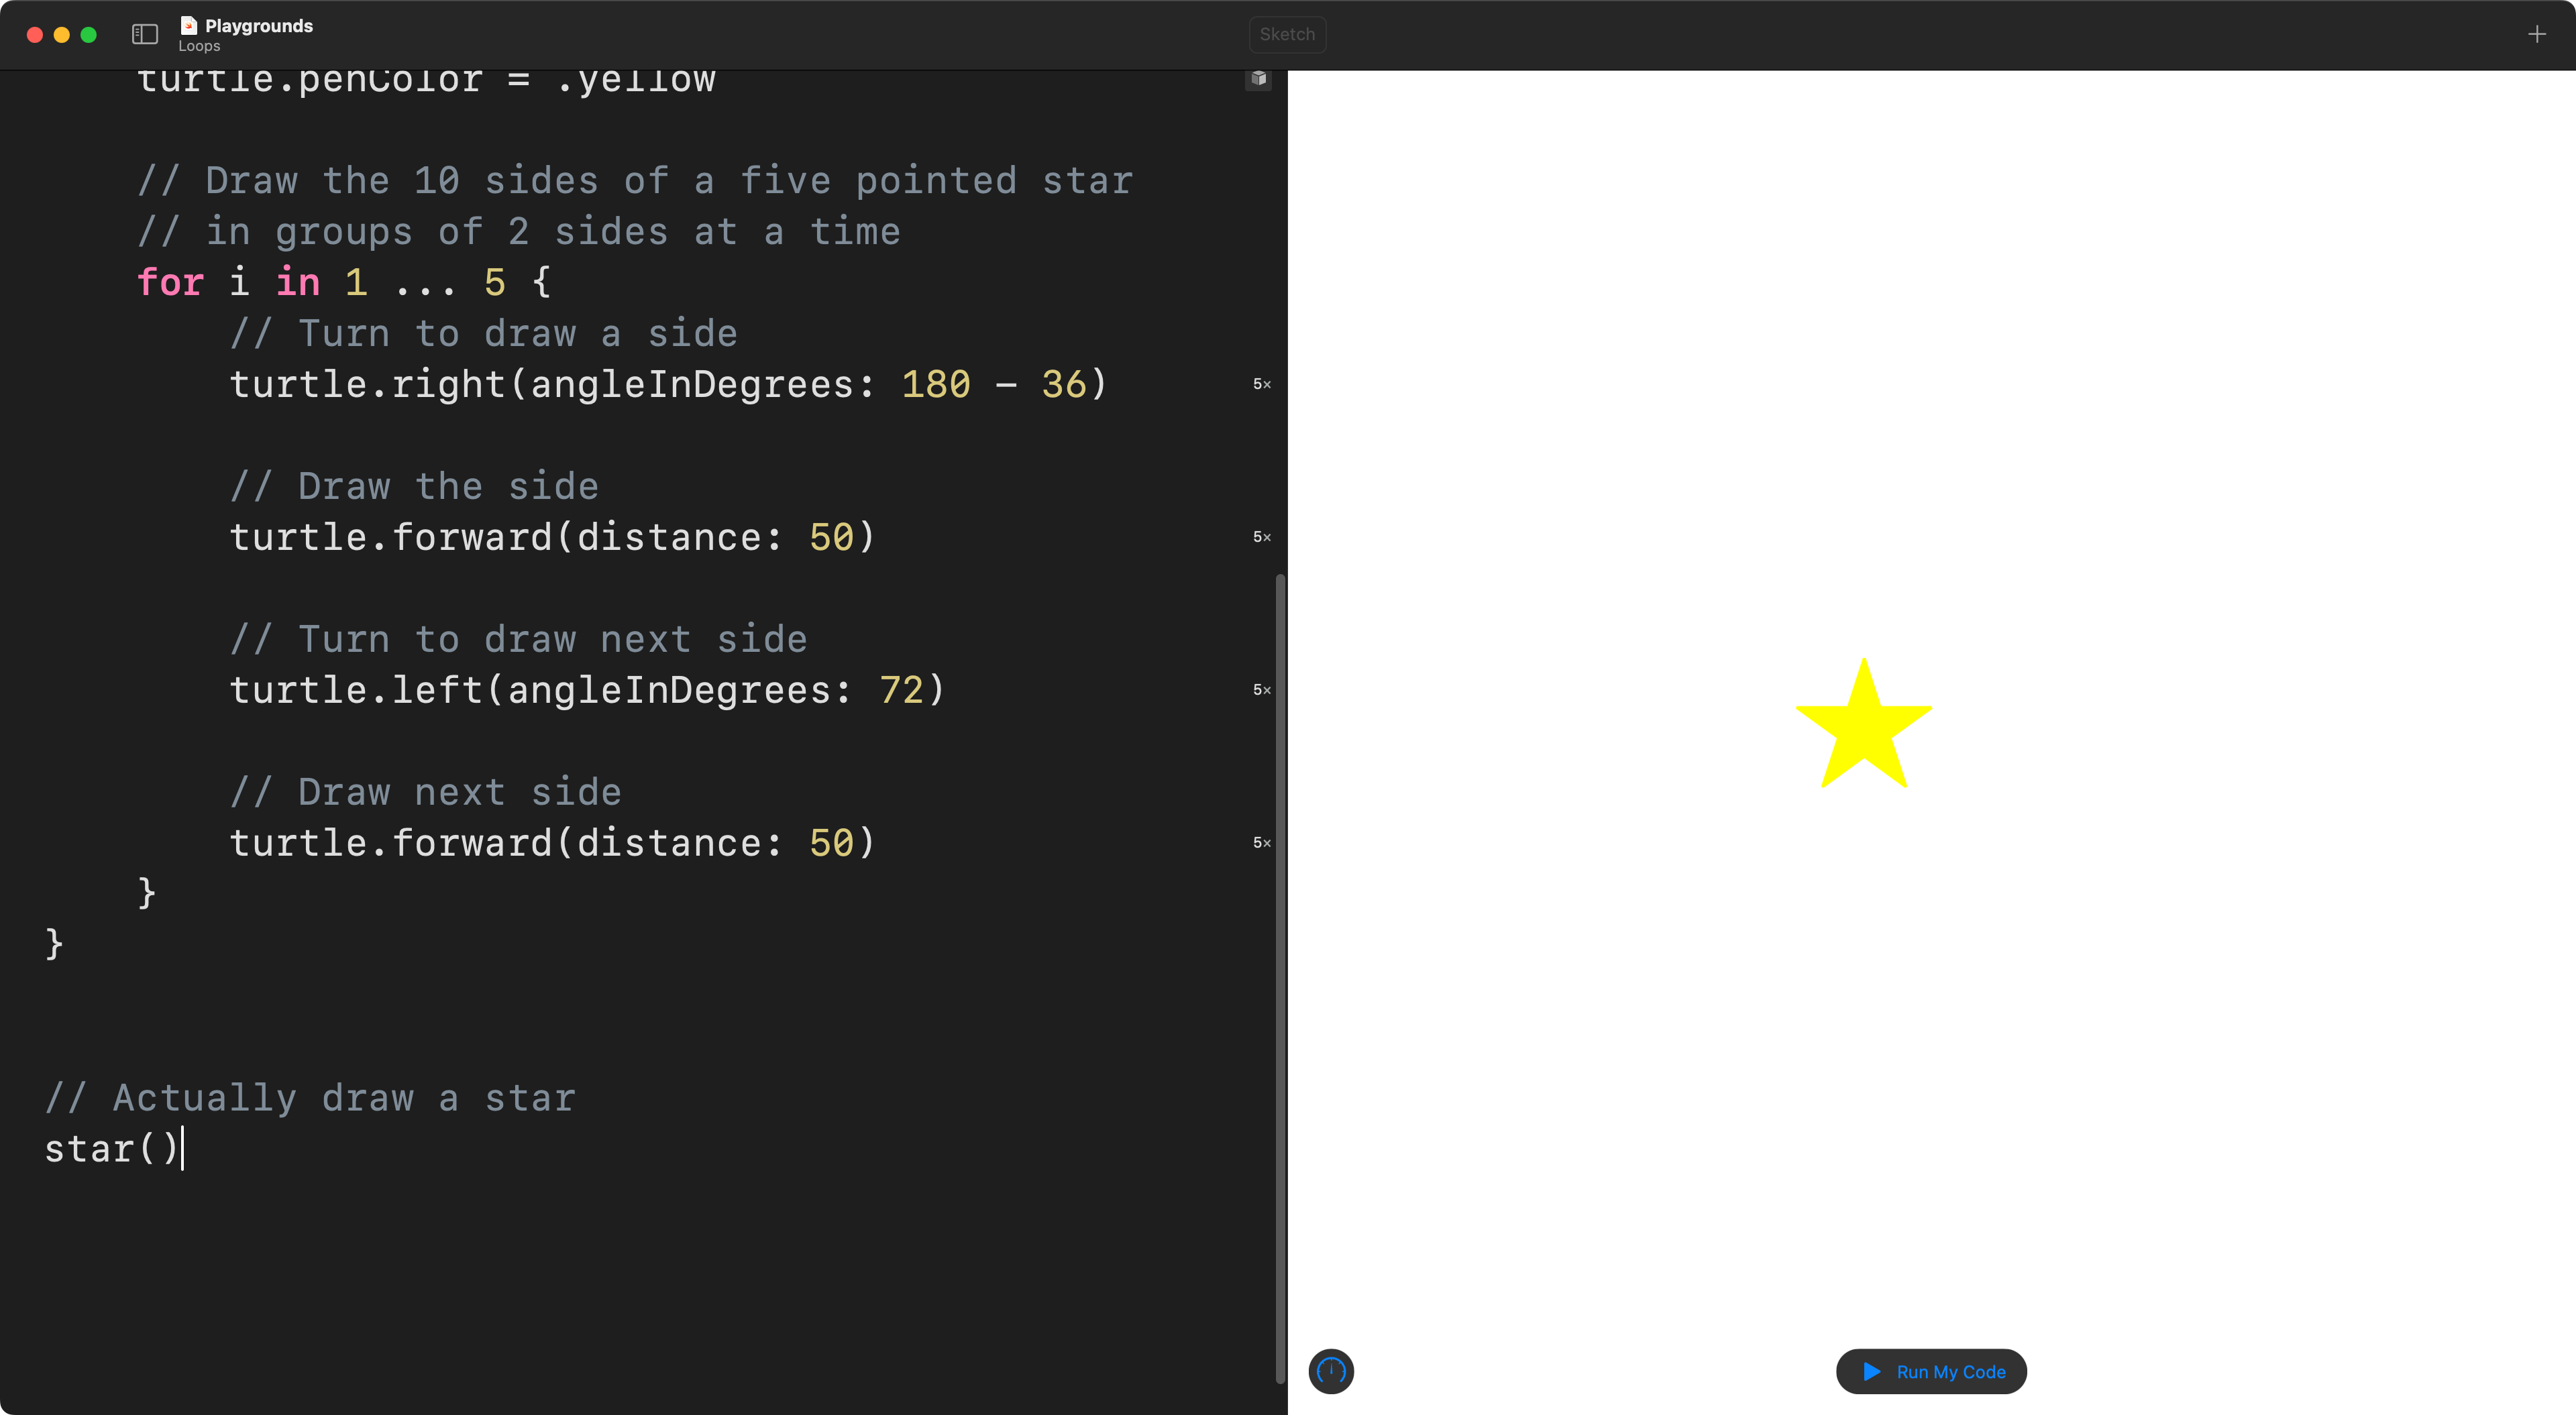 Playgrounds
Loops
Sketch
turtle.penColor = .yellow
// Draw the 10 sides of a five pointed star
// in groups of 2 sides at a time
for i in 1 ... 5 {
// Turn to draw a side
turtle.right(angleInDegrees: 180 - 36)
5×
// Draw the side
turtle.forward(distance: 50)
5×
// Turn to draw next side
turtle.left(angleInDegrees: 72)
5×
// Draw next side
turtle.forward(distance: 50)
5×
}
}
// Actually draw a star
star()
Run My Code